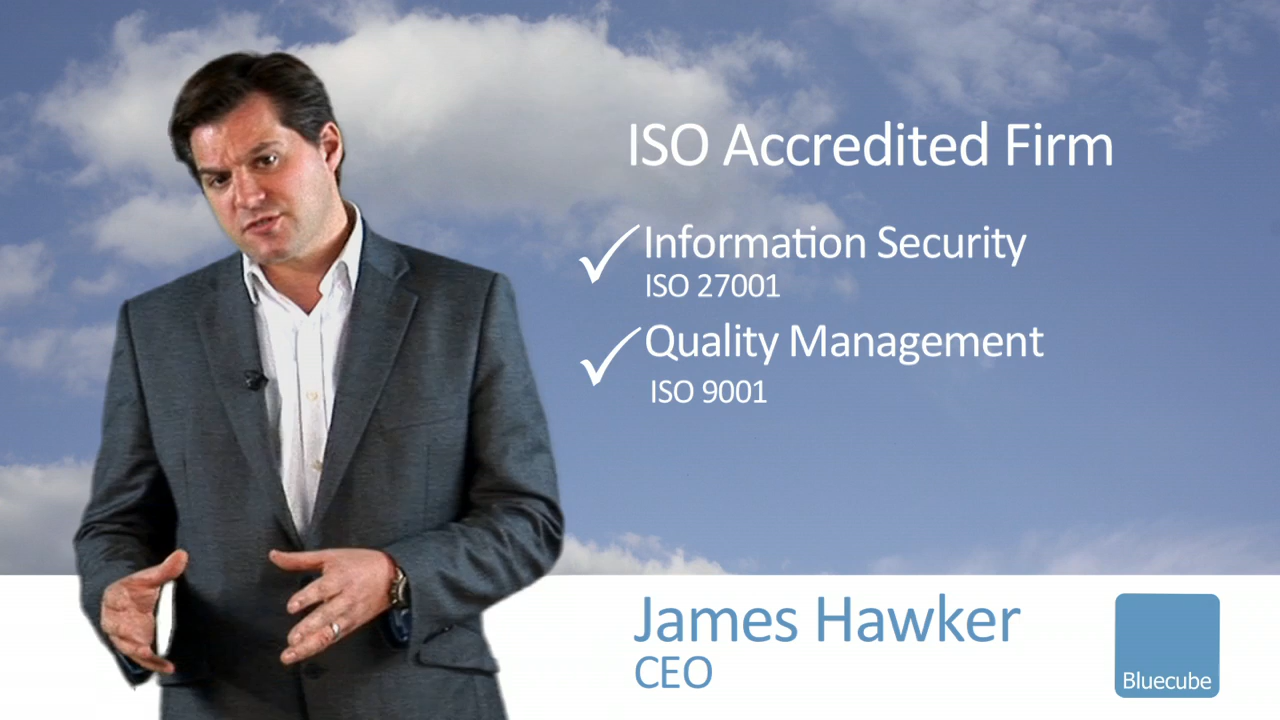 ISO Accredited Firm
Information Security
ISO 27001
Quality Management
ISO 9001
James Hawker
CEO
Bluecube